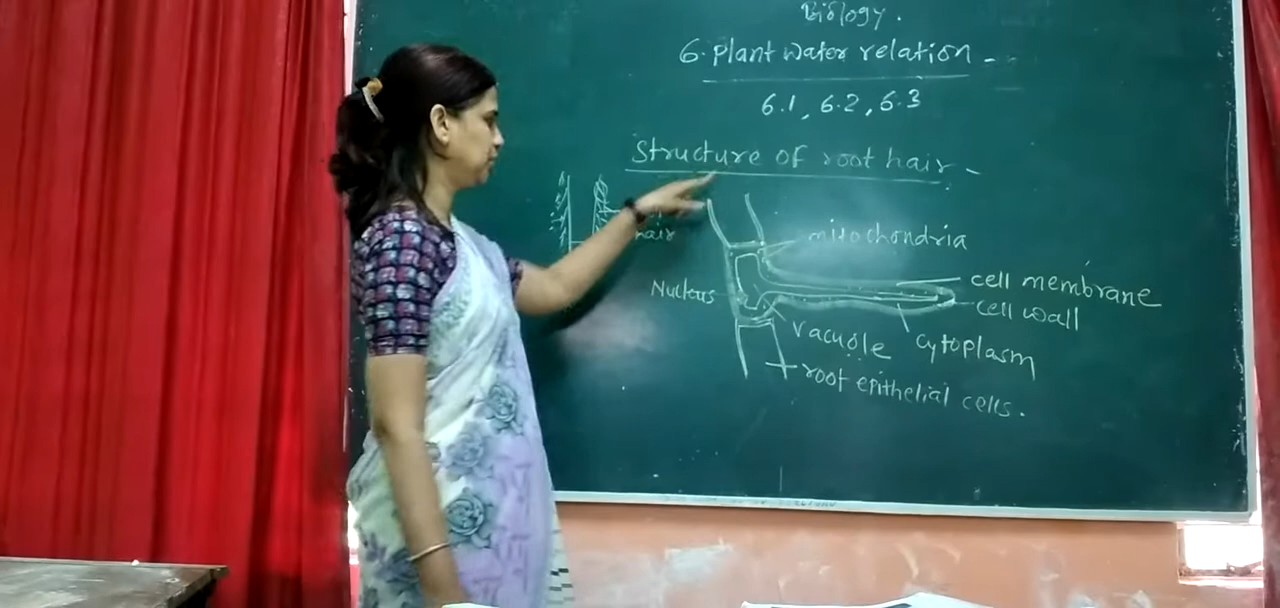 Biology.
6. Plant water relation -
6.1, 6.2, 6.3
Structure of root hair -
hair
mitochondria
cell membrane
Nucleus
cell wall
vacuole
cytoplasm
root epithelial cells.